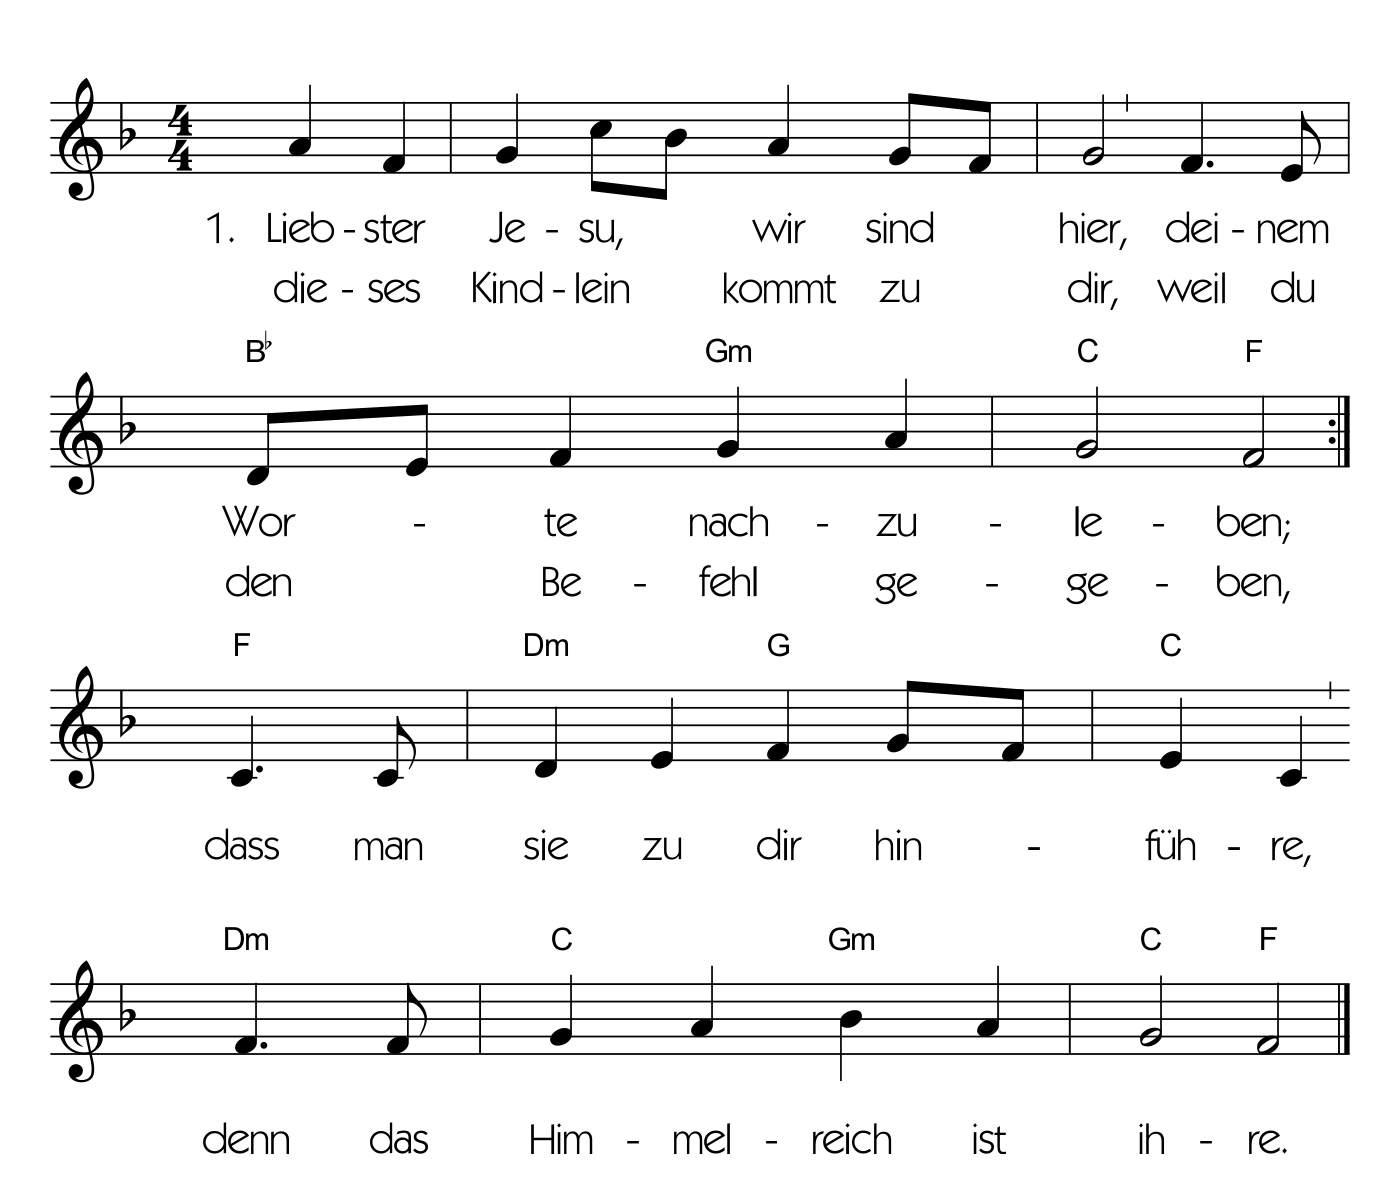 4
4
1. Lieb - ster Je - su, wir sind hier, dei - nem
die - ses Kind - lein kommt zu dir, weil du
B♭ Gm C F
Wor - te nach - zu - le - ben;
den Be - fehl ge - ge - ben,
F Dm G C
dass man sie zu dir hin - füh - re,
Dm C Gm C F
denn das Him - mel - reich ist ih - re.